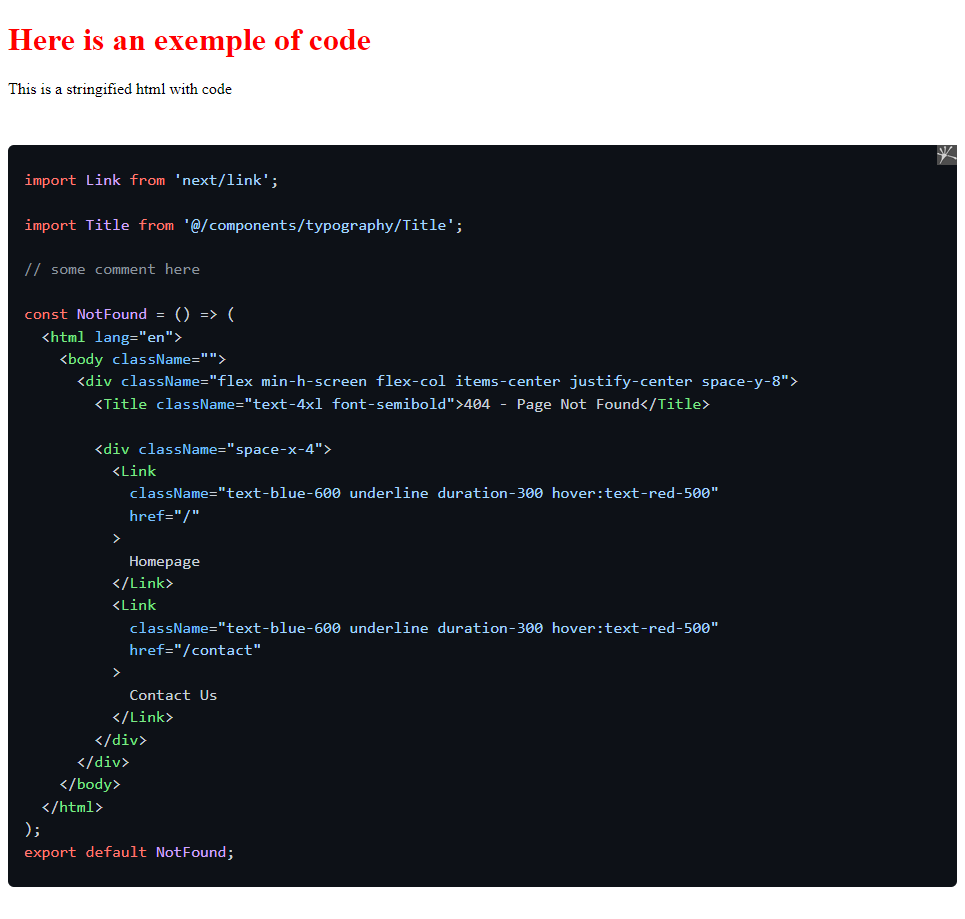 Here is an exemple of code
This is a stringified html with code
import Link from 'next/link';
import Title from '@/components/typography/Title';
// some comment here
const NotFound = () => (
  <html lang="en">
    <body className="">
      <div className="flex min-h-screen flex-col items-center justify-center space-y-8">
        <Title className="text-4xl font-semibold">404 - Page Not Found</Title>
        <div className="space-x-4">
          <Link
            className="text-blue-600 underline duration-300 hover:text-red-500"
            href="/"
          >
            Homepage
          </Link>
          <Link
            className="text-blue-600 underline duration-300 hover:text-red-500"
            href="/contact"
          >
            Contact Us
          </Link>
        </div>
      </div>
    </body>
  </html>
);
export default NotFound;